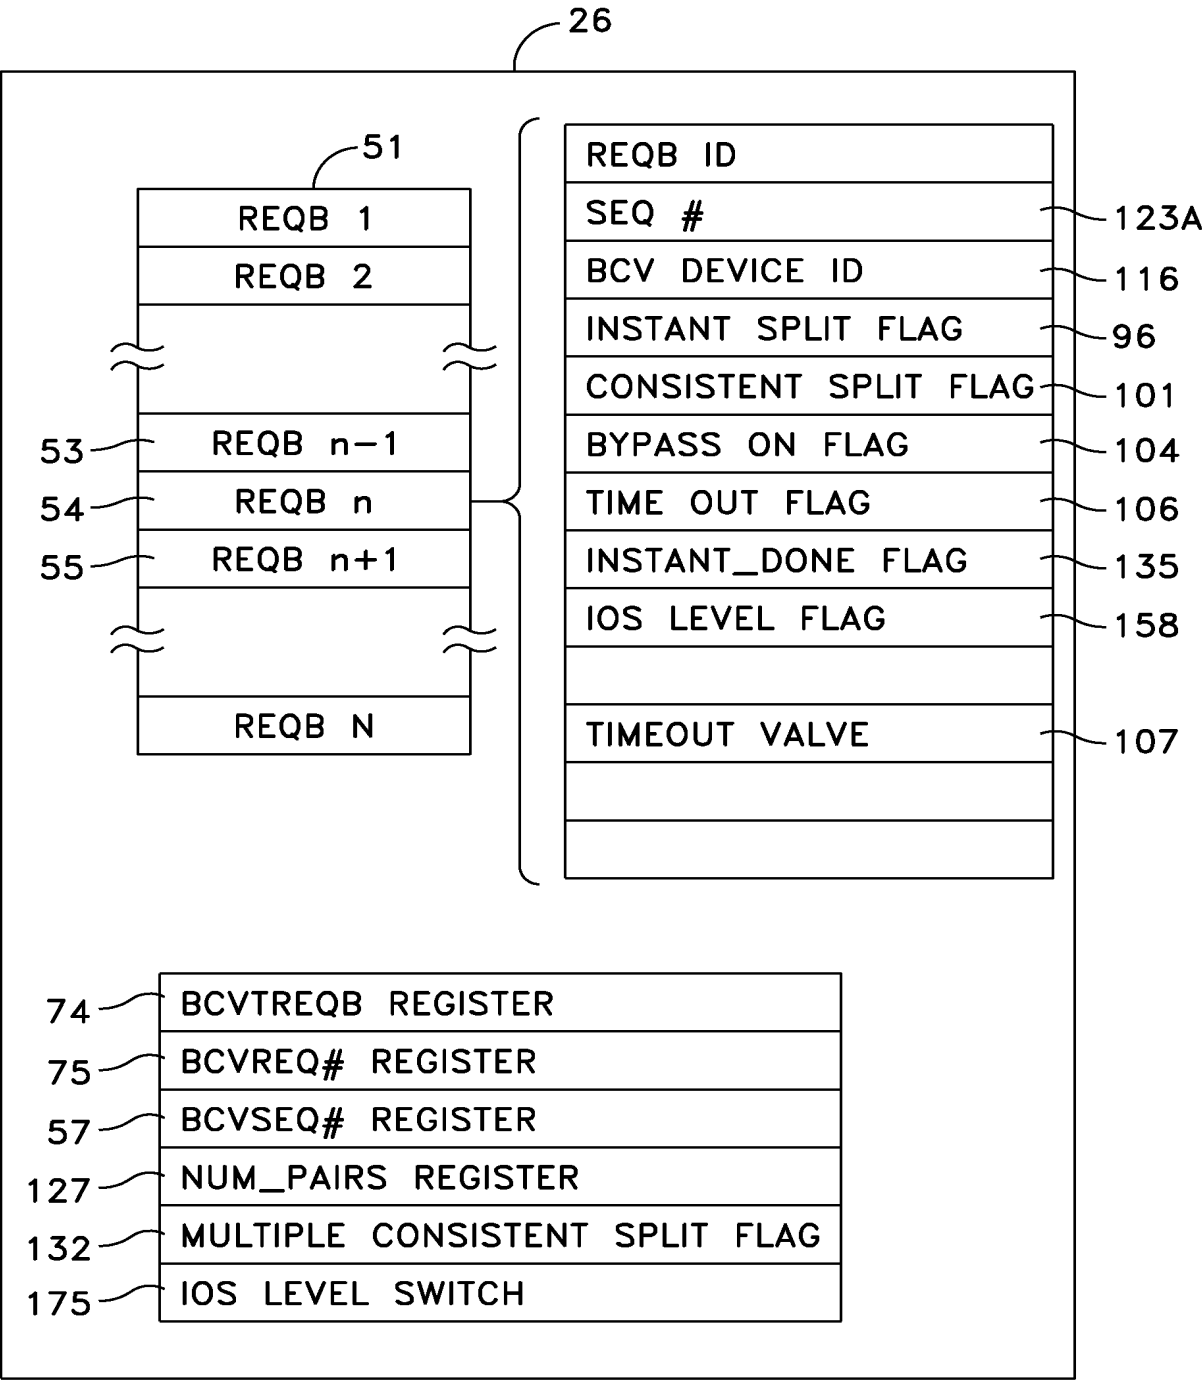 26
51
REQB 1
REQB 2
53 REQB n-1
54 REQB n
55 REQB n+1
REQB N
REQB ID
SEQ # 123A
BCV DEVICE ID 116
INSTANT SPLIT FLAG 96
CONSISTENT SPLIT FLAG 101
BYPASS ON FLAG 104
TIME OUT FLAG 106
INSTANT_DONE FLAG 135
IOS LEVEL FLAG 158
TIMEOUT VALVE 107
74 BCVTREQB REGISTER
75 BCVREQ# REGISTER
57 BCVSEQ# REGISTER
127 NUM_PAIRS REGISTER
132 MULTIPLE CONSISTENT SPLIT FLAG
175 IOS LEVEL SWITCH